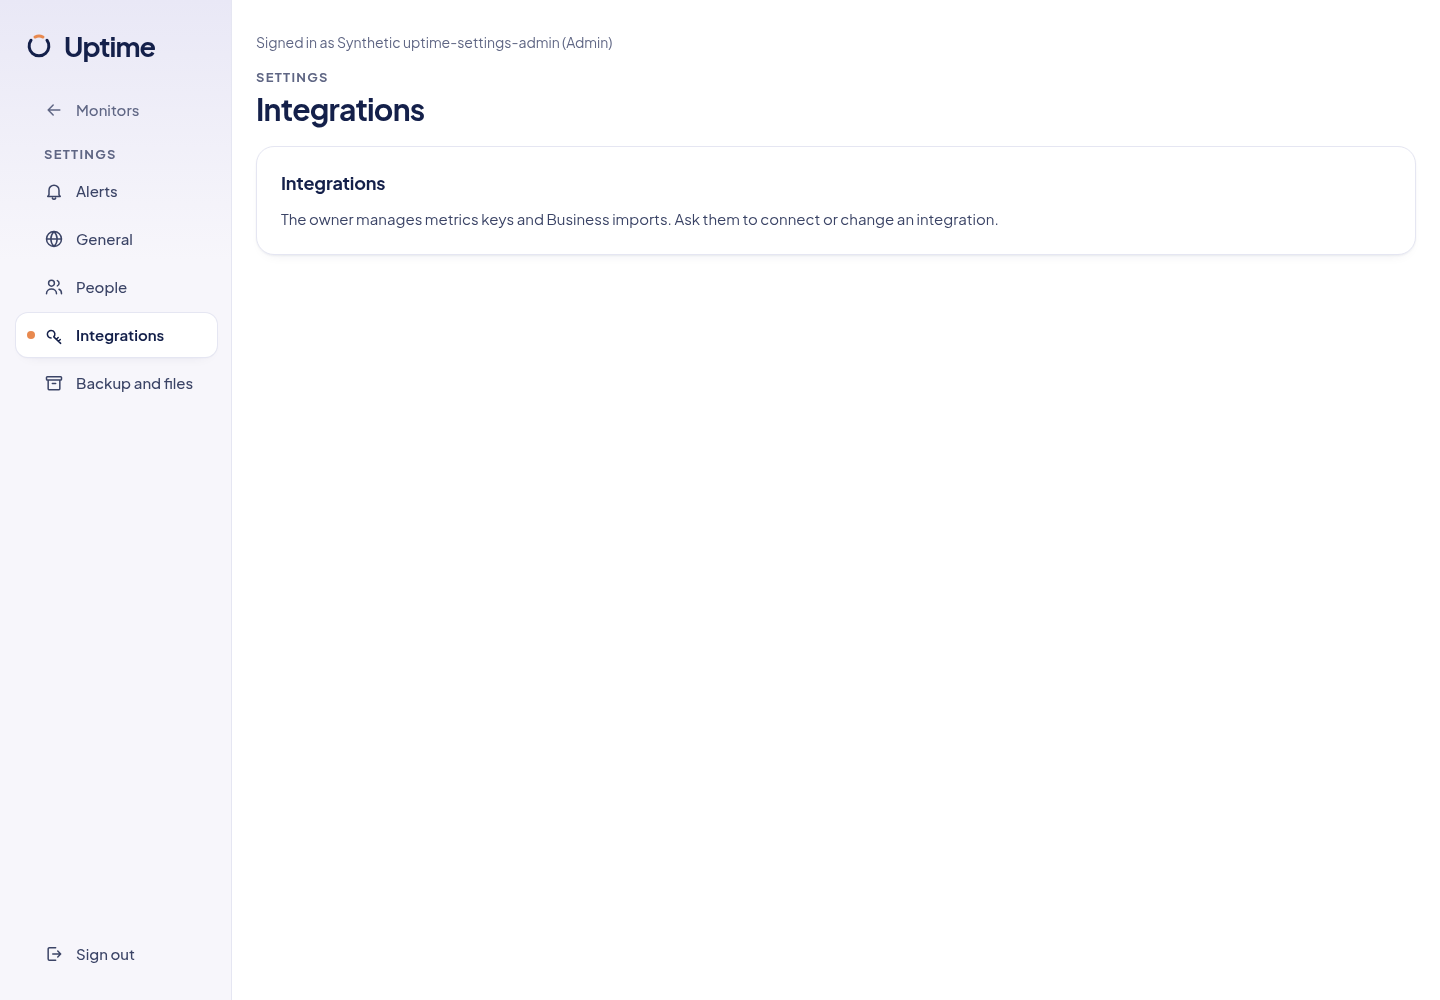 Uptime
Monitors
SETTINGS
Alerts
General
People
Integrations
Backup and files
Sign out
Signed in as Synthetic uptime-settings-admin (Admin)
SETTINGS
Integrations
Integrations
The owner manages metrics keys and Business imports. Ask them to connect or change an integration.